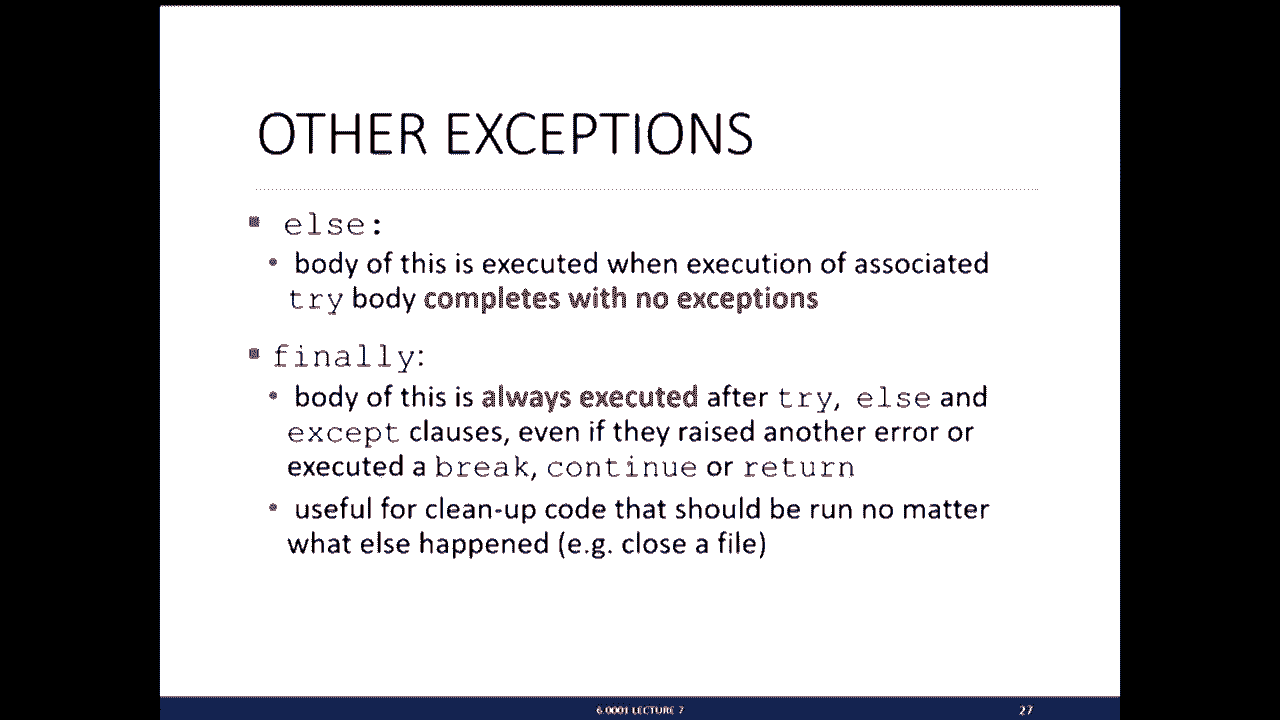 OTHER EXCEPTIONS
▪ else:
• body of this is executed when execution of associated
try body completes with no exceptions
▪ finally:
• body of this is always executed after try, else and
except clauses, even if they raised another error or
executed a break, continue or return
• useful for clean-up code that should be run no matter
what else happened (e.g. close a file)
6.0001 LECTURE 7
27